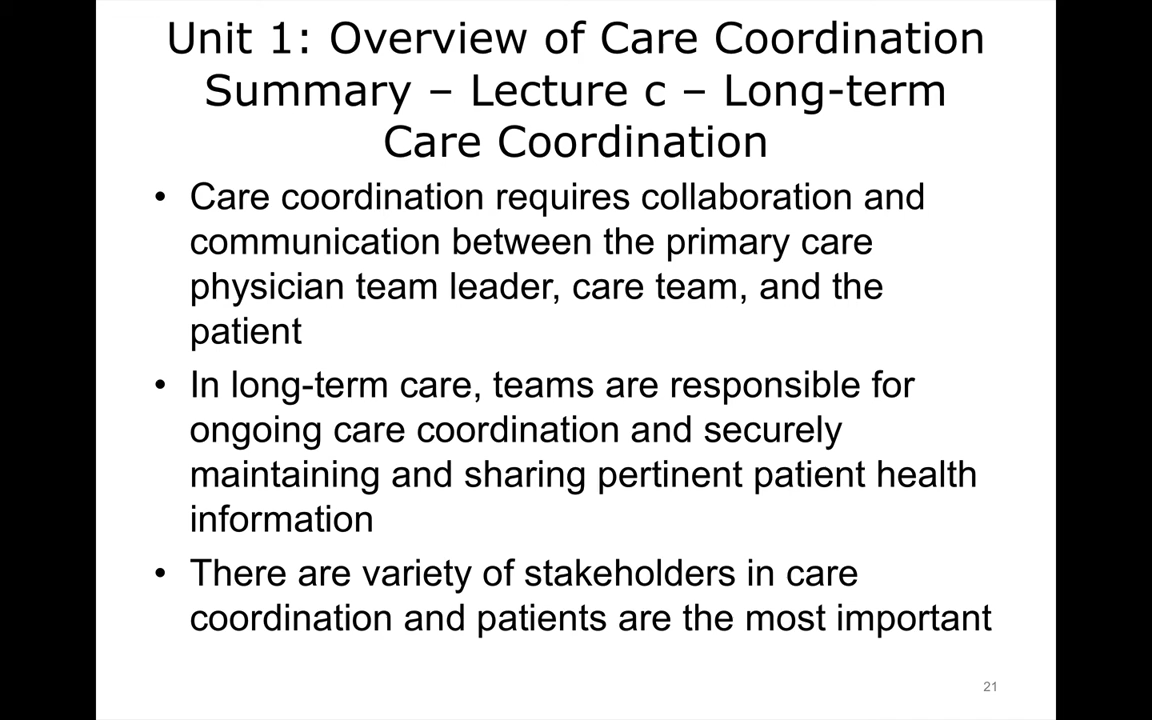 Unit 1: Overview of Care Coordination
Summary – Lecture c – Long-term
Care Coordination
• Care coordination requires collaboration and
communication between the primary care
physician team leader, care team, and the
patient
• In long-term care, teams are responsible for
ongoing care coordination and securely
maintaining and sharing pertinent patient health
information
• There are variety of stakeholders in care
coordination and patients are the most important
21